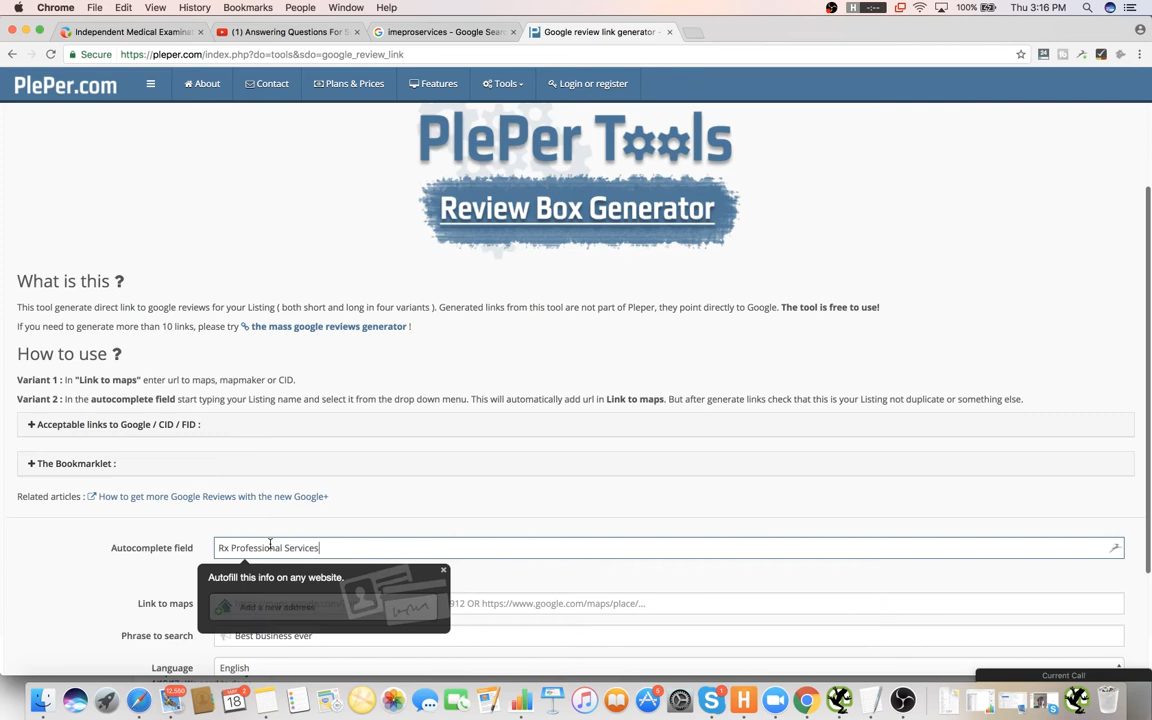 Chrome File Edit View History Bookmarks People Window Help 100% Thu 3:16 PM
Independent Medical Examinat × (1) Answering Questions For S × imeproservices - Google Sear × Google review link generator - ×
Secure https://pleper.com/index.php?do=tools&sdo=google_review_link
PlePer.com About Contact Plans & Prices Features Tools Login or register
PlePer Tools
Review Box Generator
What is this ?
This tool generate direct link to google reviews for your Listing ( both short and long in four variants ). Generated links from this tool are not part of Pleper, they point directly to Google. The tool is free to use!
If you need to generate more than 10 links, please try the mass google reviews generator !
How to use ?
Variant 1 : In "Link to maps" enter url to maps, mapmaker or CID.
Variant 2 : In the autocomplete field start typing your Listing name and select it from the drop down menu. This will automatically add url in Link to maps. But after generate links check that this is your Listing not duplicate or something else.
+ Acceptable links to Google / CID / FID :
+ The Bookmarklet :
Related articles : How to get more Google Reviews with the new Google+
Autocomplete field Rx Professional Services
Autofill this info on any website. ×
Add a new address
Link to maps 912 OR https://www.google.com/maps/place/...
Phrase to search Best business ever
Language English
Current Call
12,560 MAY 18